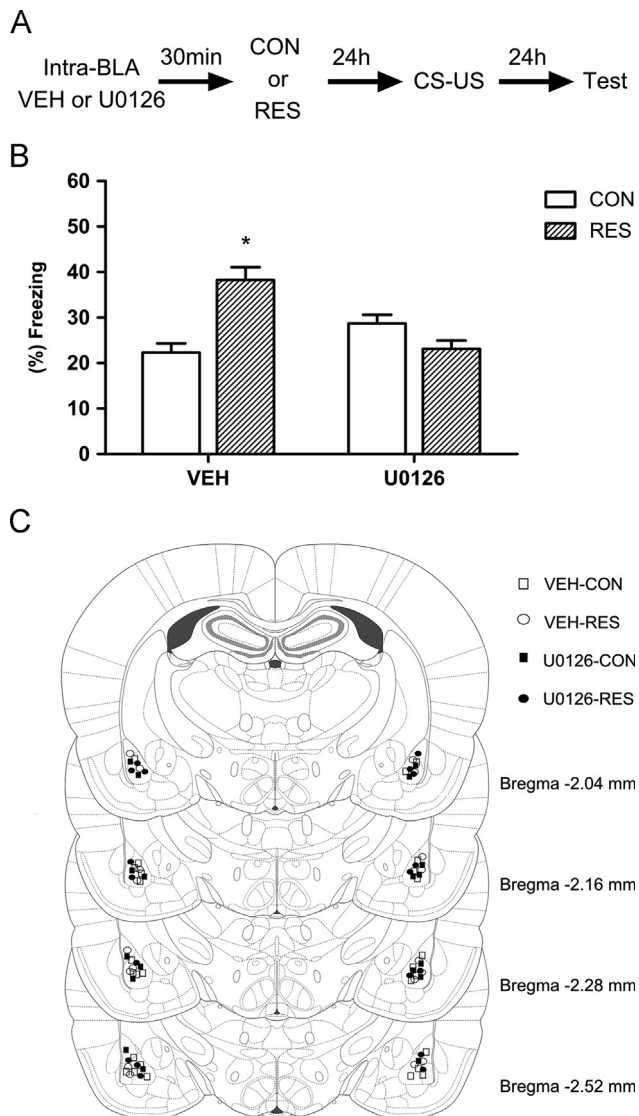 A
Intra-BLA
VEH or U0126
30min
CON
or
RES
24h
CS-US
24h
Test
B
(%) Freezing
60
50
40
30
20
10
0
*
VEH
U0126
CON
RES
C
VEH-CON
VEH-RES
U0126-CON
U0126-RES
Bregma -2.04 mm
Bregma -2.16 mm
Bregma -2.28 mm
Bregma -2.52 mm